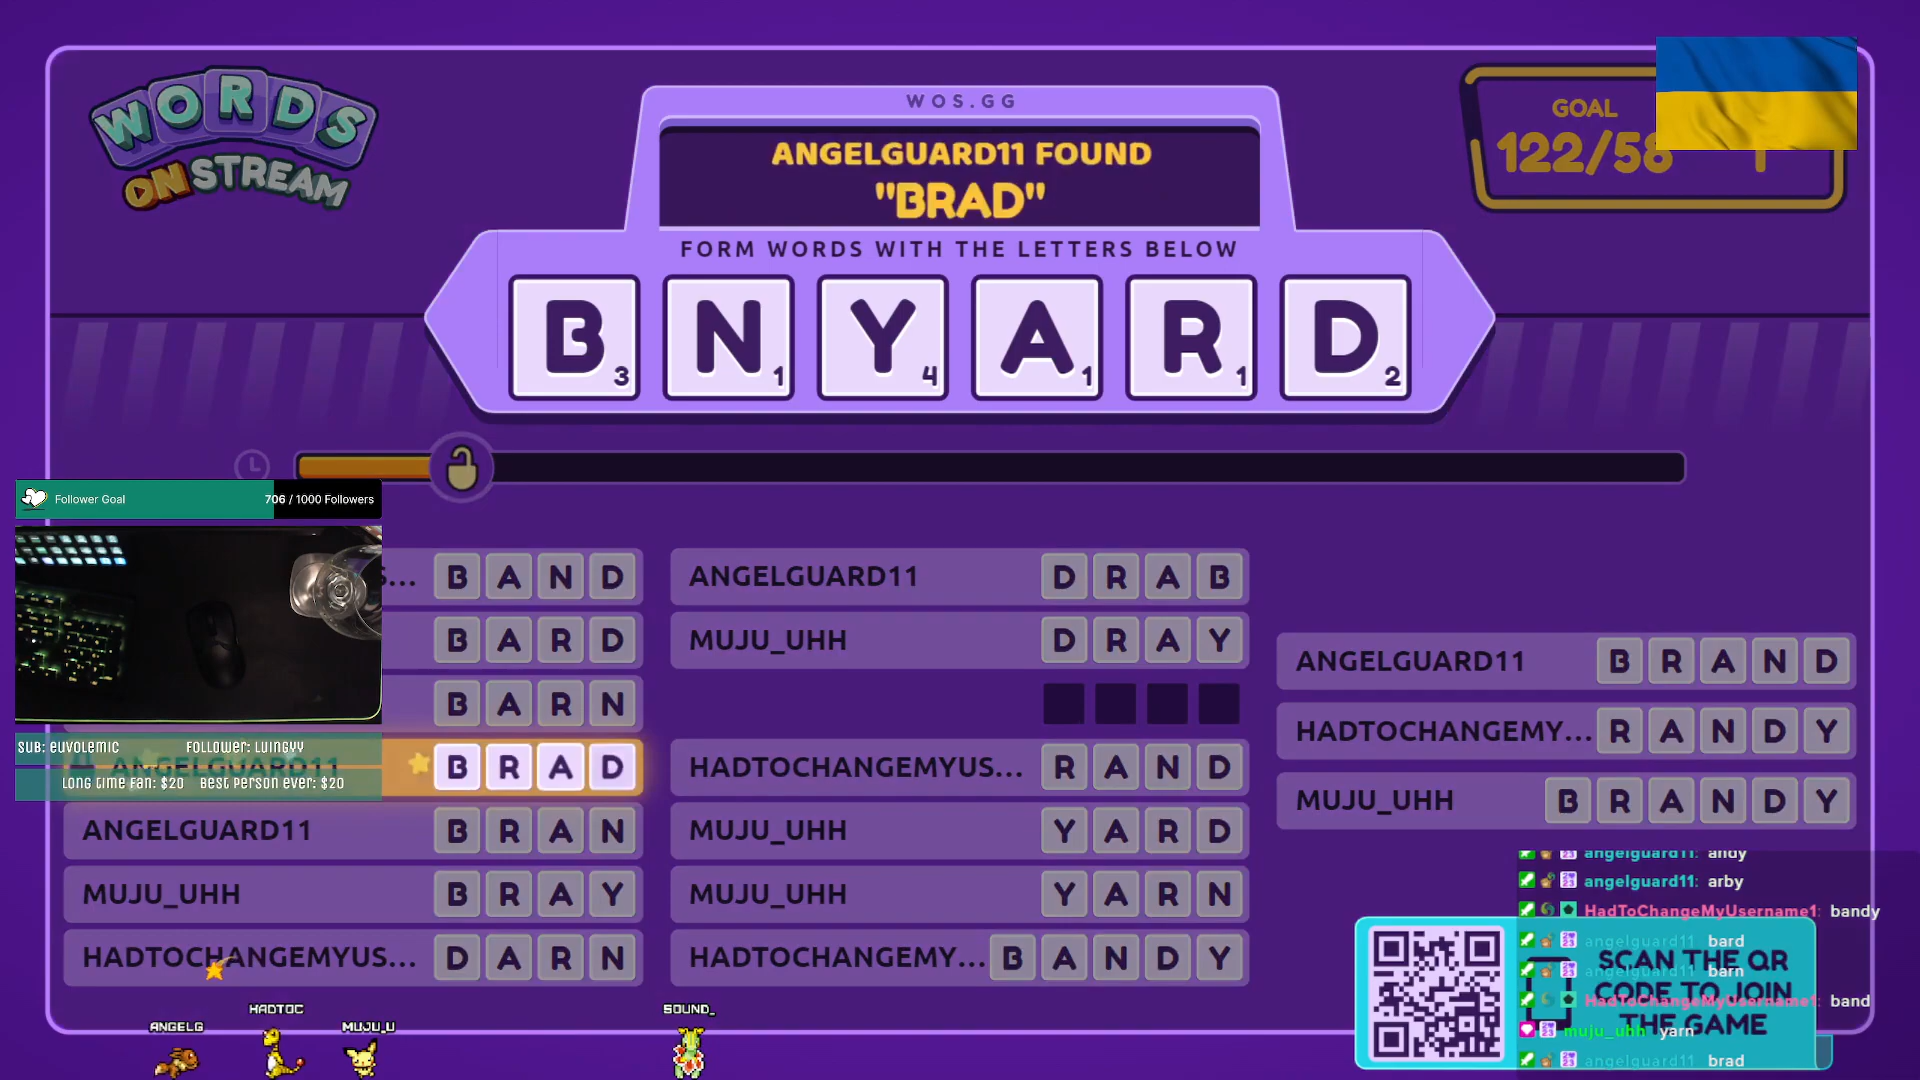 WORDS
ON STREAM
WOS.GG
ANGELGUARD11 FOUND
"BRAD"
GOAL
122/58
FORM WORDS WITH THE LETTERS BELOW
B 3 N 1 Y 4 A 1 R 1 D 2
Follower Goal 706 / 1000 Followers
S... BAND
BARD
BARN
ANGELGUARD11 BRAD
ANGELGUARD11 BRAN
MUJU_UHH BRAY
HADTOCHANGEMYUS... DARN
Sub: euvolemic Follower: luingyy
Long time fan: $20 Best person ever: $20
ANGELGUARD11 DRAB
MUJU_UHH DRAY
HADTOCHANGEMYUS... RAND
MUJU_UHH YARD
MUJU_UHH YARN
HADTOCHANGEMY... BANDY
ANGELGUARD11 BRAND
HADTOCHANGEMY... RANDY
MUJU_UHH BRANDY
angelguard11: andy
angelguard11: arby
HadToChangeMyUsername1: bandy
angelguard11 bard
angelguard11 barn
HadToChangeMyUsername1: band
muju_uhh yarn
angelguard11 brad
SCAN THE QR
CODE TO JOIN
THE GAME
ANGELG
HADTOC
MUJU_U
SOUND_